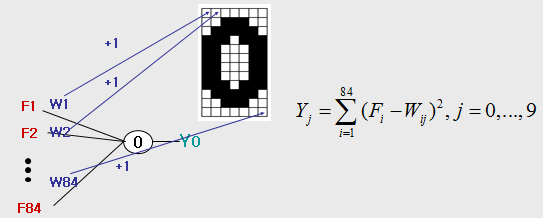 +1
+1
F1 W1
F2 W2
0 Y0
+1
W84
F84
Y_j = \sum_{i=1}^{84} (F_i - W_{ij})^2, j = 0,...,9